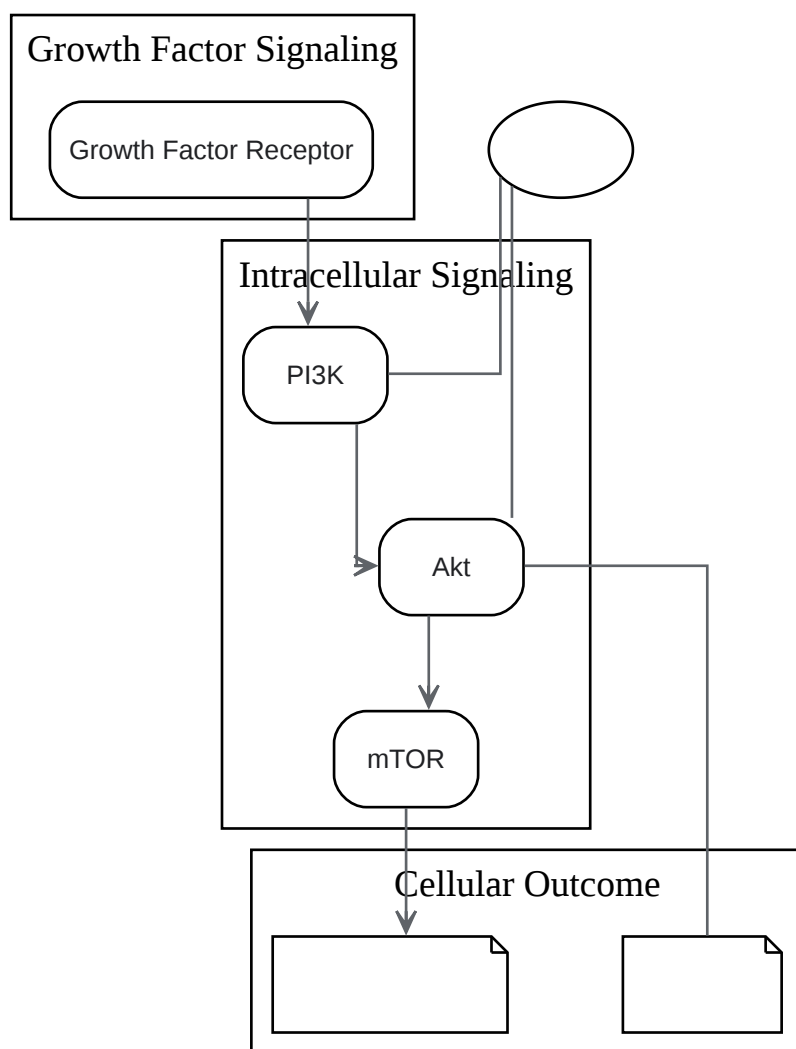 Growth Factor Signaling
Growth Factor Receptor
Intracellular Signaling
PI3K
Akt
mTOR
Cellular Outcome